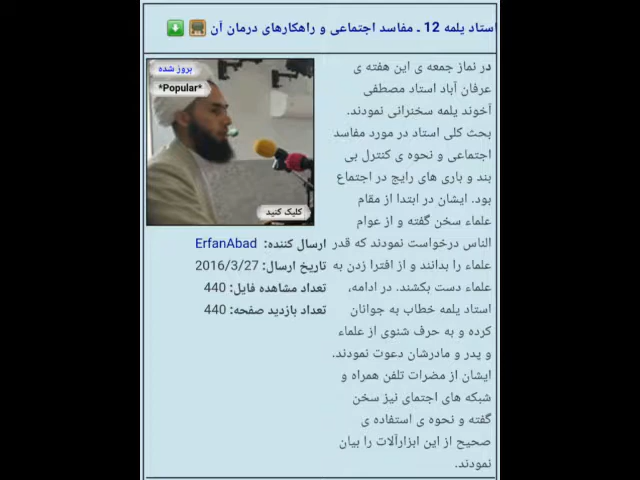 استاد یلمه 12 ـ مفاسد اجتماعی و راهکارهای درمان آن
بروز شده
*Popular*
کلیک کنید
در نماز جمعه ی این هفته ی
عرفان آباد استاد مصطفی
آخوند یلمه سخنرانی نمودند.
بحث کلی استاد در مورد مفاسد
اجتماعی و نحوه ی کنترل بی
بند و باری های رایج در اجتماع
بود. ایشان در ابتدا از مقام
علماء سخن گفته و از عوام
الناس درخواست نمودند که قدر
علماء را بدانند و از افترا زدن به
علماء دست بکشند. در ادامه،
استاد یلمه خطاب به جوانان
کرده و به حرف شنوی از علماء
و پدر و مادرشان دعوت نمودند.
ایشان از مضرات تلفن همراه و
شبکه های اجتمای نیز سخن
گفته و نحوه ی استفاده ی
صحیح از این ابزارآلات را بیان
نمودند.
ارسال کننده: ErfanAbad
تاریخ ارسال: 2016/3/27
تعداد مشاهده فایل: 440
تعداد بازدید صفحه: 440